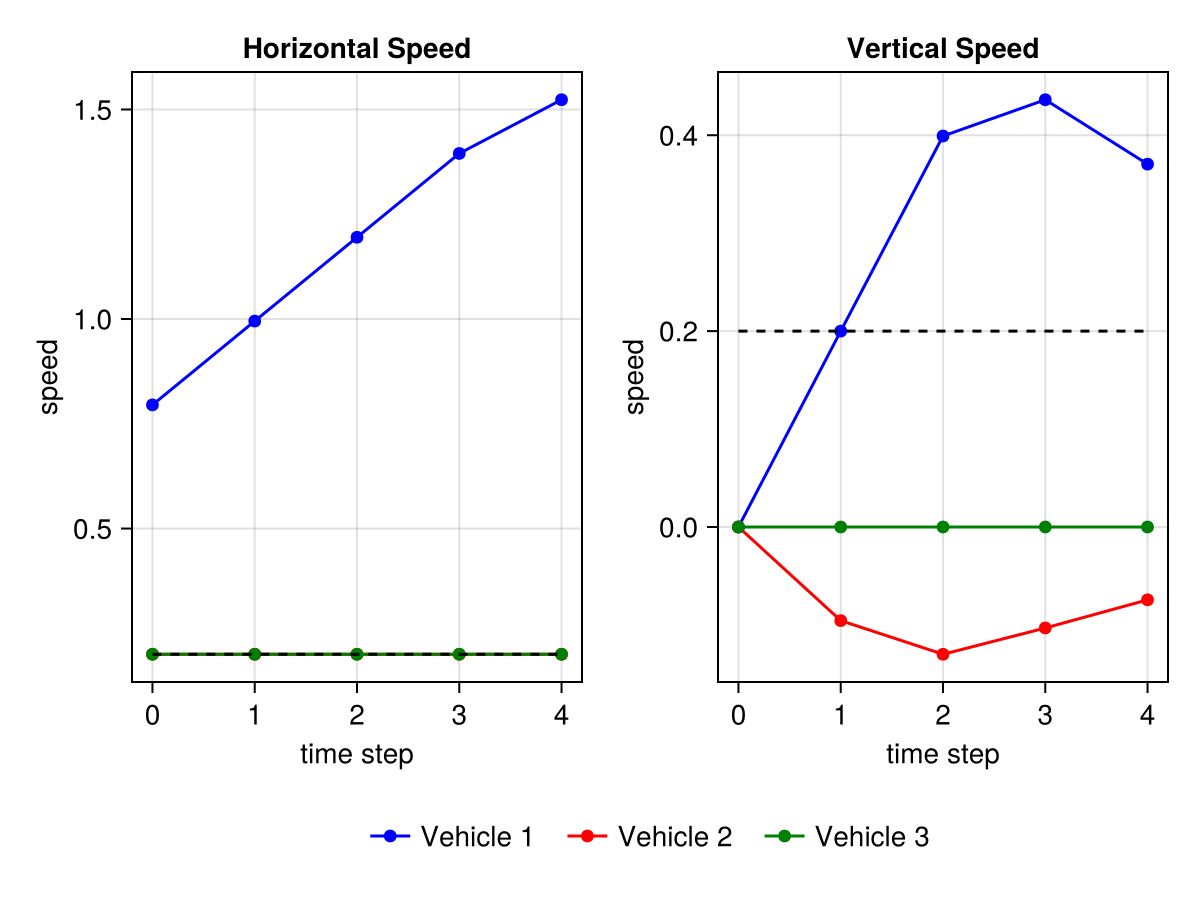 Horizontal Speed
Vertical Speed
1.5
1.0
0.5
speed
0 1 2 3 4
time step
0.4
0.2
0.0
speed
0 1 2 3 4
time step
Vehicle 1 Vehicle 2 Vehicle 3